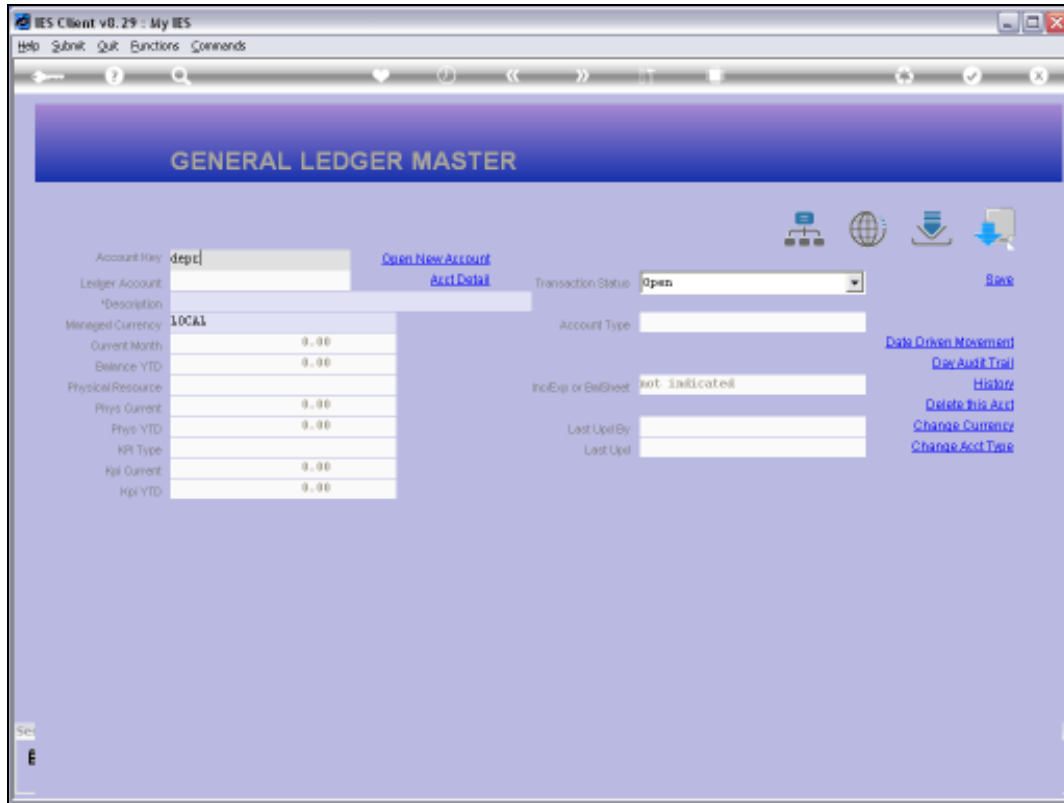 IES Client v8.29 : My IES
Help Submit Quit Functions Commands
GENERAL LEDGER MASTER
Account Key depr Open New Account
Ledger Account Acct Detail Transaction Status Open Save
*Description
Managed Currency LOCAL Account Type
Current Month 0.00 Date Driven Movement
Balance YTD 0.00 Day Audit Trail
Physical Resource Inc/Exp or BalSheet not indicated History
Phys Current 0.00 Delete this Acct
Phys YTD 0.00 Last Upd By Change Currency
KPI Type Last Upd Change Acct Type
Kpi Current 0.00
Kpi YTD 0.00
Ses